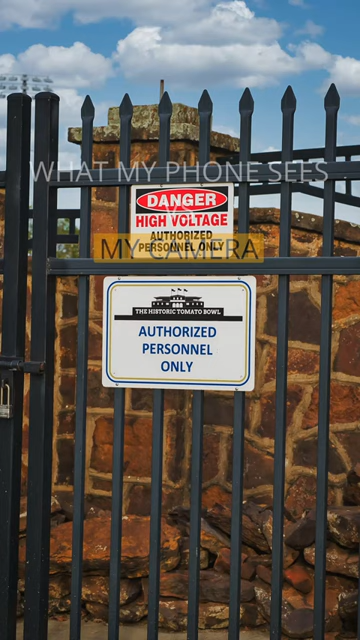 WHAT MY PHONE SEES
DANGER
HIGH VOLTAGE
VS
AUTHORIZED
PERSONNEL ONLY
MY CAMERA
THE HISTORIC TOMATO BOWL
AUTHORIZED
PERSONNEL
ONLY